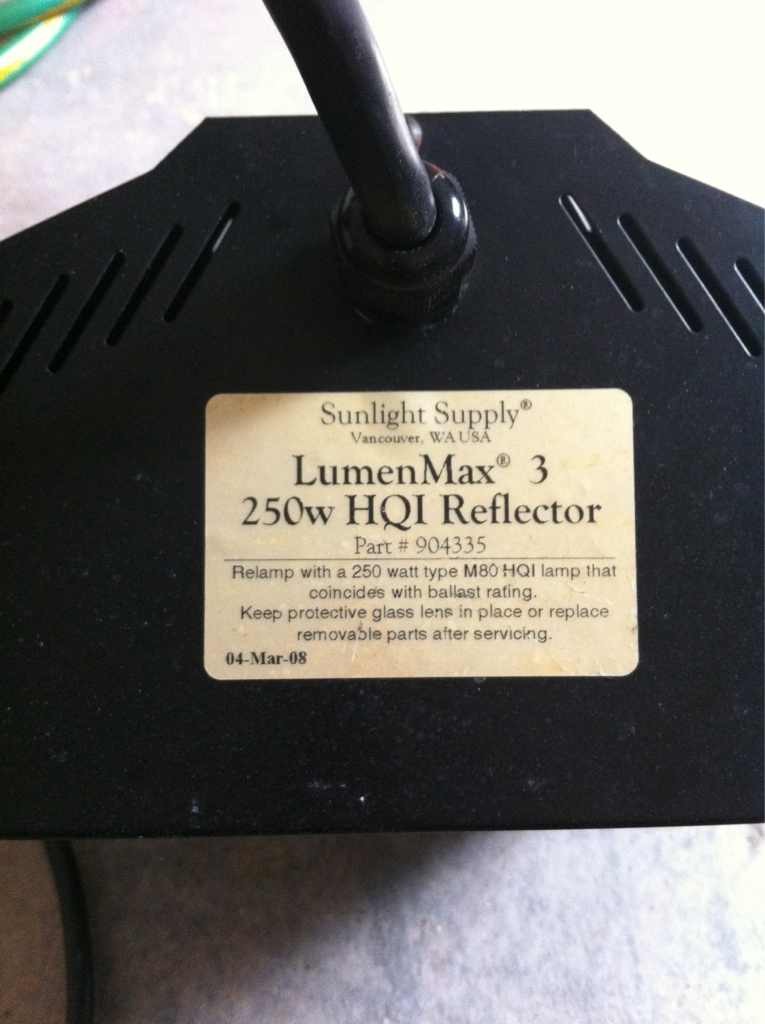 Sunlight Supply®
Vancouver, WA USA
LumenMax® 3
250w HQI Reflector
Part # 904335
Relamp with a 250 watt type M80 HQI lamp that
coincides with ballast rating.
Keep protective glass lens in place or replace
removable parts after servicing.
04-Mar-08